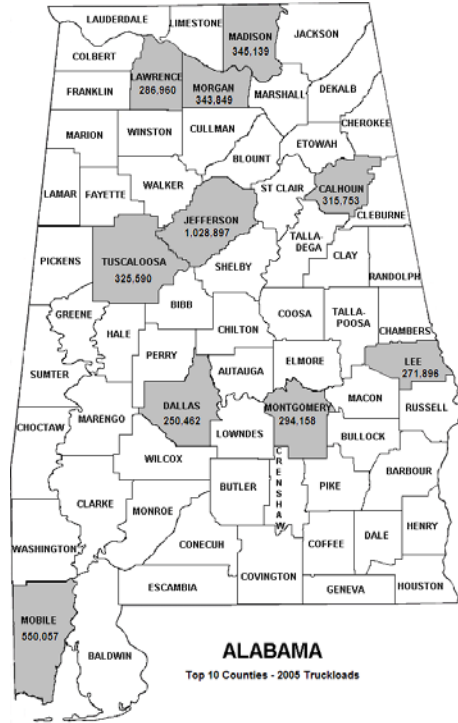 LAUDERDALE
LIMESTONE
MADISON
345,139
JACKSON
COLBERT
LAWRENCE
286,960
MORGAN
343,849
FRANKLIN
MARSHALL
DEKALB
CHEROKEE
MARION
WINSTON
CULLMAN
ETOWAH
BLOUNT
LAMAR
FAYETTE
WALKER
ST CLAIR
CALHOUN
315,753
CLEBURNE
JEFFERSON
1,028,897
TALLA-
DEGA
CLAY
RANDOLPH
PICKENS
TUSCALOOSA
325,590
SHELBY
BIBB
GREENE
HALE
CHILTON
COOSA
TALLA-
POOSA
CHAMBERS
PERRY
AUTAUGA
ELMORE
LEE
271,896
SUMTER
DALLAS
250,462
MONTGOMERY
294,158
MACON
RUSSELL
CHOCTAW
MARENGO
LOWNDES
BULLOCK
WILCOX
BUTLER
CRENSHAW
PIKE
BARBOUR
CLARKE
MONROE
HENRY
DALE
COFFEE
CONECUH
WASHINGTON
COVINGTON
ESCAMBIA
GENEVA
HOUSTON
MOBILE
550,057
BALDWIN
ALABAMA
Top 10 Counties - 2005 Truckloads